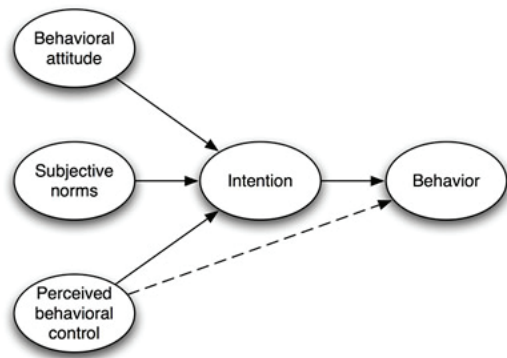 Behavioral
attitude
Subjective
norms
Intention
Behavior
Perceived
behavioral
control